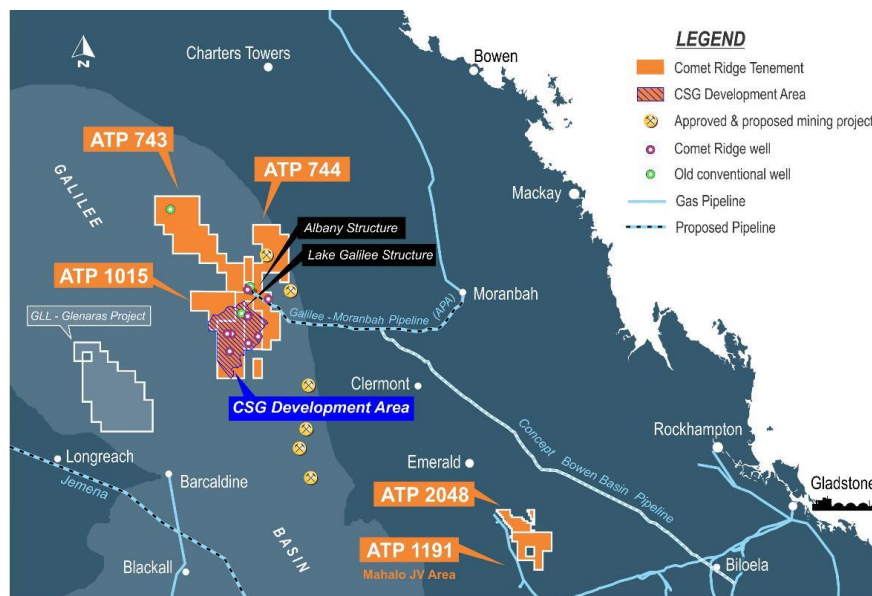 LEGEND
Comet Ridge Tenement
CSG Development Area
Approved & proposed mining project
Comet Ridge well
Old conventional well
Gas Pipeline
Proposed Pipeline
N
Charters Towers
Bowen
GALILEE
ATP 743
ATP 744
Albany Structure
Lake Galilee Structure
Mackay
ATP 1015
Moranbah
GLL - Glenaras Project
Galilee - Moranbah Pipeline (APA)
Clermont
CSG Development Area
Concept Bowen Basin Pipeline
Rockhampton
Longreach
Emerald
Barcaldine
Jemena
Gladstone
ATP 2048
BASIN
ATP 1191
Mahalo JV Area
Blackall
Biloela